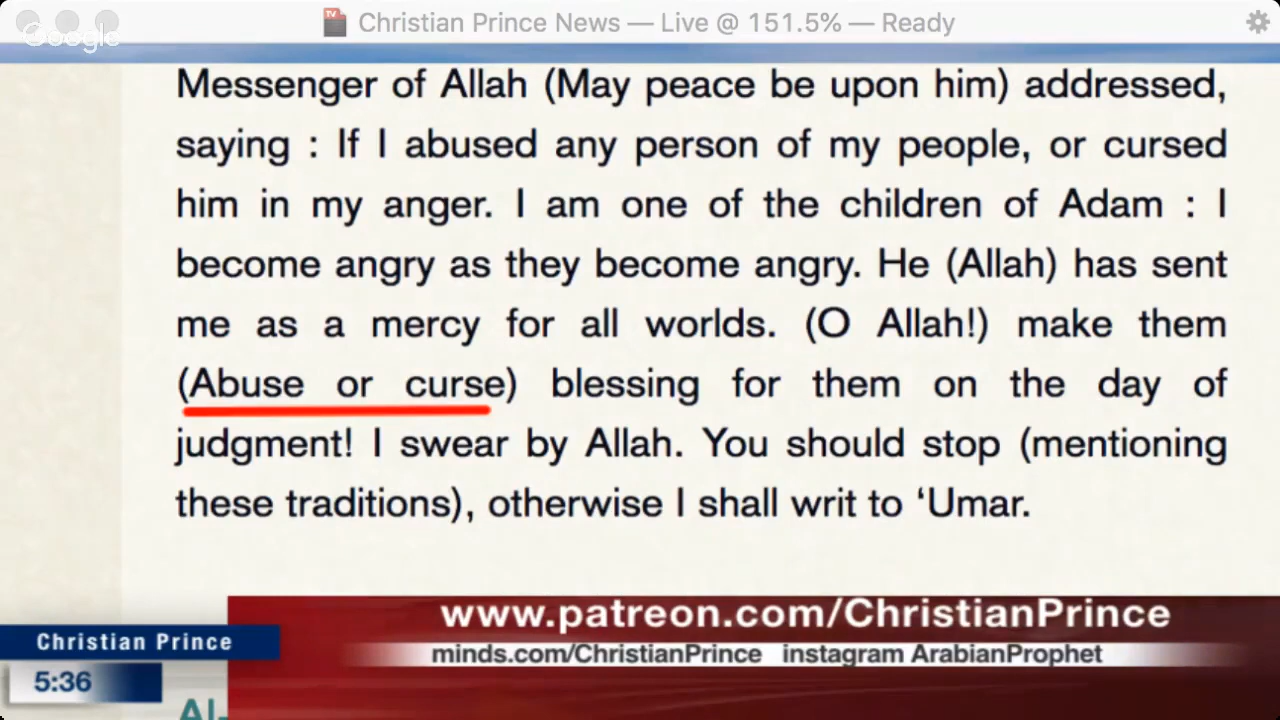 Christian Prince News — Live @ 151.5% — Ready
Google
Messenger of Allah (May peace be upon him) addressed,
saying : If I abused any person of my people, or cursed
him in my anger. I am one of the children of Adam : I
become angry as they become angry. He (Allah) has sent
me as a mercy for all worlds. (O Allah!) make them
(Abuse or curse) blessing for them on the day of
judgment! I swear by Allah. You should stop (mentioning
these traditions), otherwise I shall writ to ‘Umar.
www.patreon.com/ChristianPrince
Christian Prince
minds.com/ChristianPrince instagram ArabianProphet
5:36
Al-